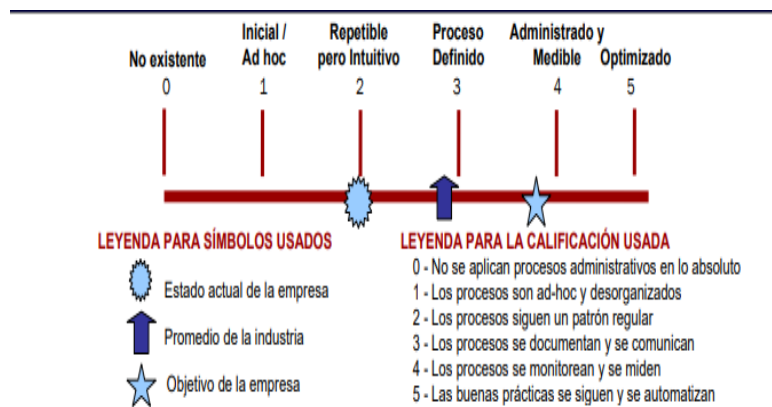 No existente
0
Inicial /
Ad hoc
1
Repetible
pero Intuitivo
2
Proceso
Definido
3
Administrado y
Medible
4
Optimizado
5
LEYENDA PARA SÍMBOLOS USADOS
Estado actual de la empresa
Promedio de la industria
Objetivo de la empresa
LEYENDA PARA LA CALIFICACIÓN USADA
0 - No se aplican procesos administrativos en lo absoluto
1 - Los procesos son ad-hoc y desorganizados
2 - Los procesos siguen un patrón regular
3 - Los procesos se documentan y se comunican
4 - Los procesos se monitorean y se miden
5 - Las buenas prácticas se siguen y se automatizan